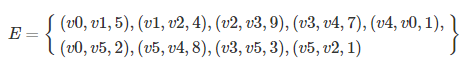 E = { (v0, v1, 5), (v1, v2, 4), (v2, v3, 9), (v3, v4, 7), (v4, v0, 1),
(v0, v5, 2), (v5, v4, 8), (v3, v5, 3), (v5, v2, 1) }